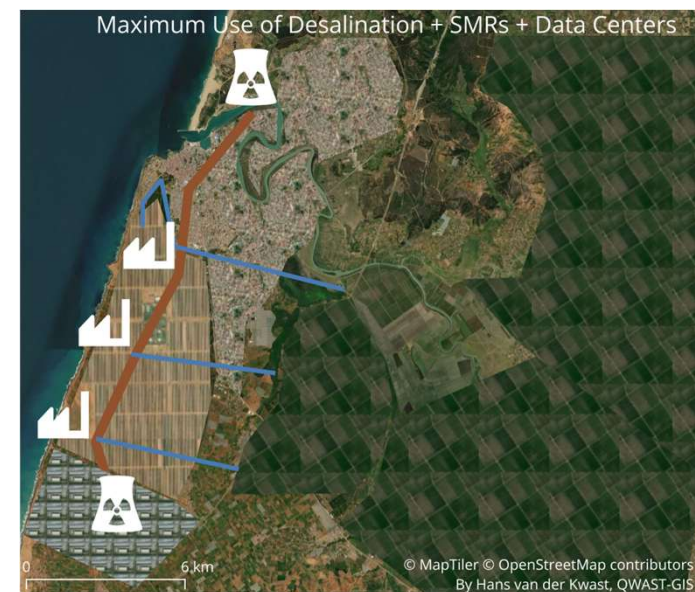 Maximum Use of Desalination + SMRs + Data Centers
0 6 km
© MapTiler © OpenStreetMap contributors
By Hans van der Kwast, QWAST-GIS